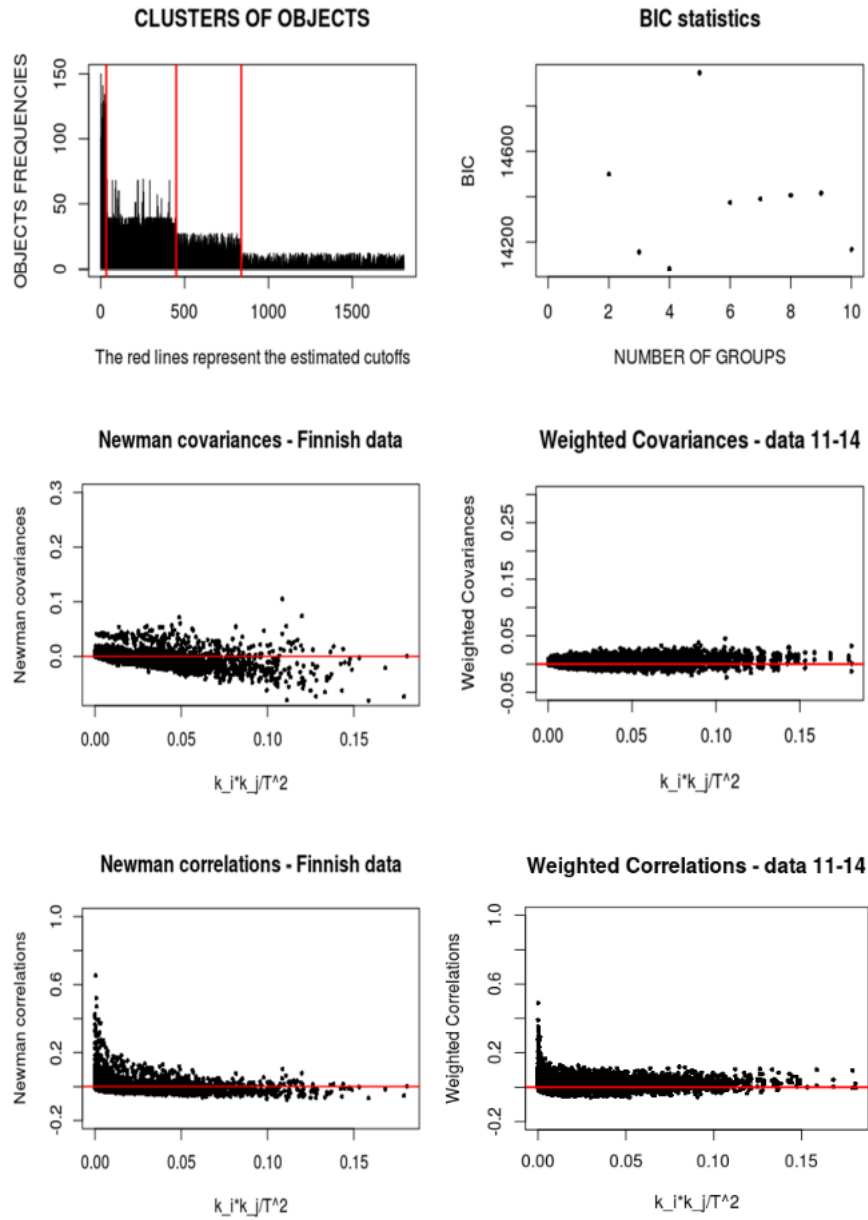 CLUSTERS OF OBJECTS
OBJECTS FREQUENCIES
150
100
50
0
0 500 1000 1500
The red lines represent the estimated cutoffs
BIC statistics
BIC
14600
14200
0 2 4 6 8 10
NUMBER OF GROUPS
Newman covariances - Finnish data
Newman covariances
0.3
0.1
0.0
0.00 0.05 0.10 0.15
k_i*k_j/T^2
Weighted Covariances - data 11-14
Weighted Covariances
0.25
0.15
0.05
-0.05
0.00 0.05 0.10 0.15
k_i*k_j/T^2
Newman correlations - Finnish data
Newman correlations
1.0
0.6
0.2
-0.2
0.00 0.05 0.10 0.15
k_i*k_j/T^2
Weighted Correlations - data 11-14
Weighted Correlations
1.0
0.6
0.2
-0.2
0.00 0.05 0.10 0.15
k_i*k_j/T^2